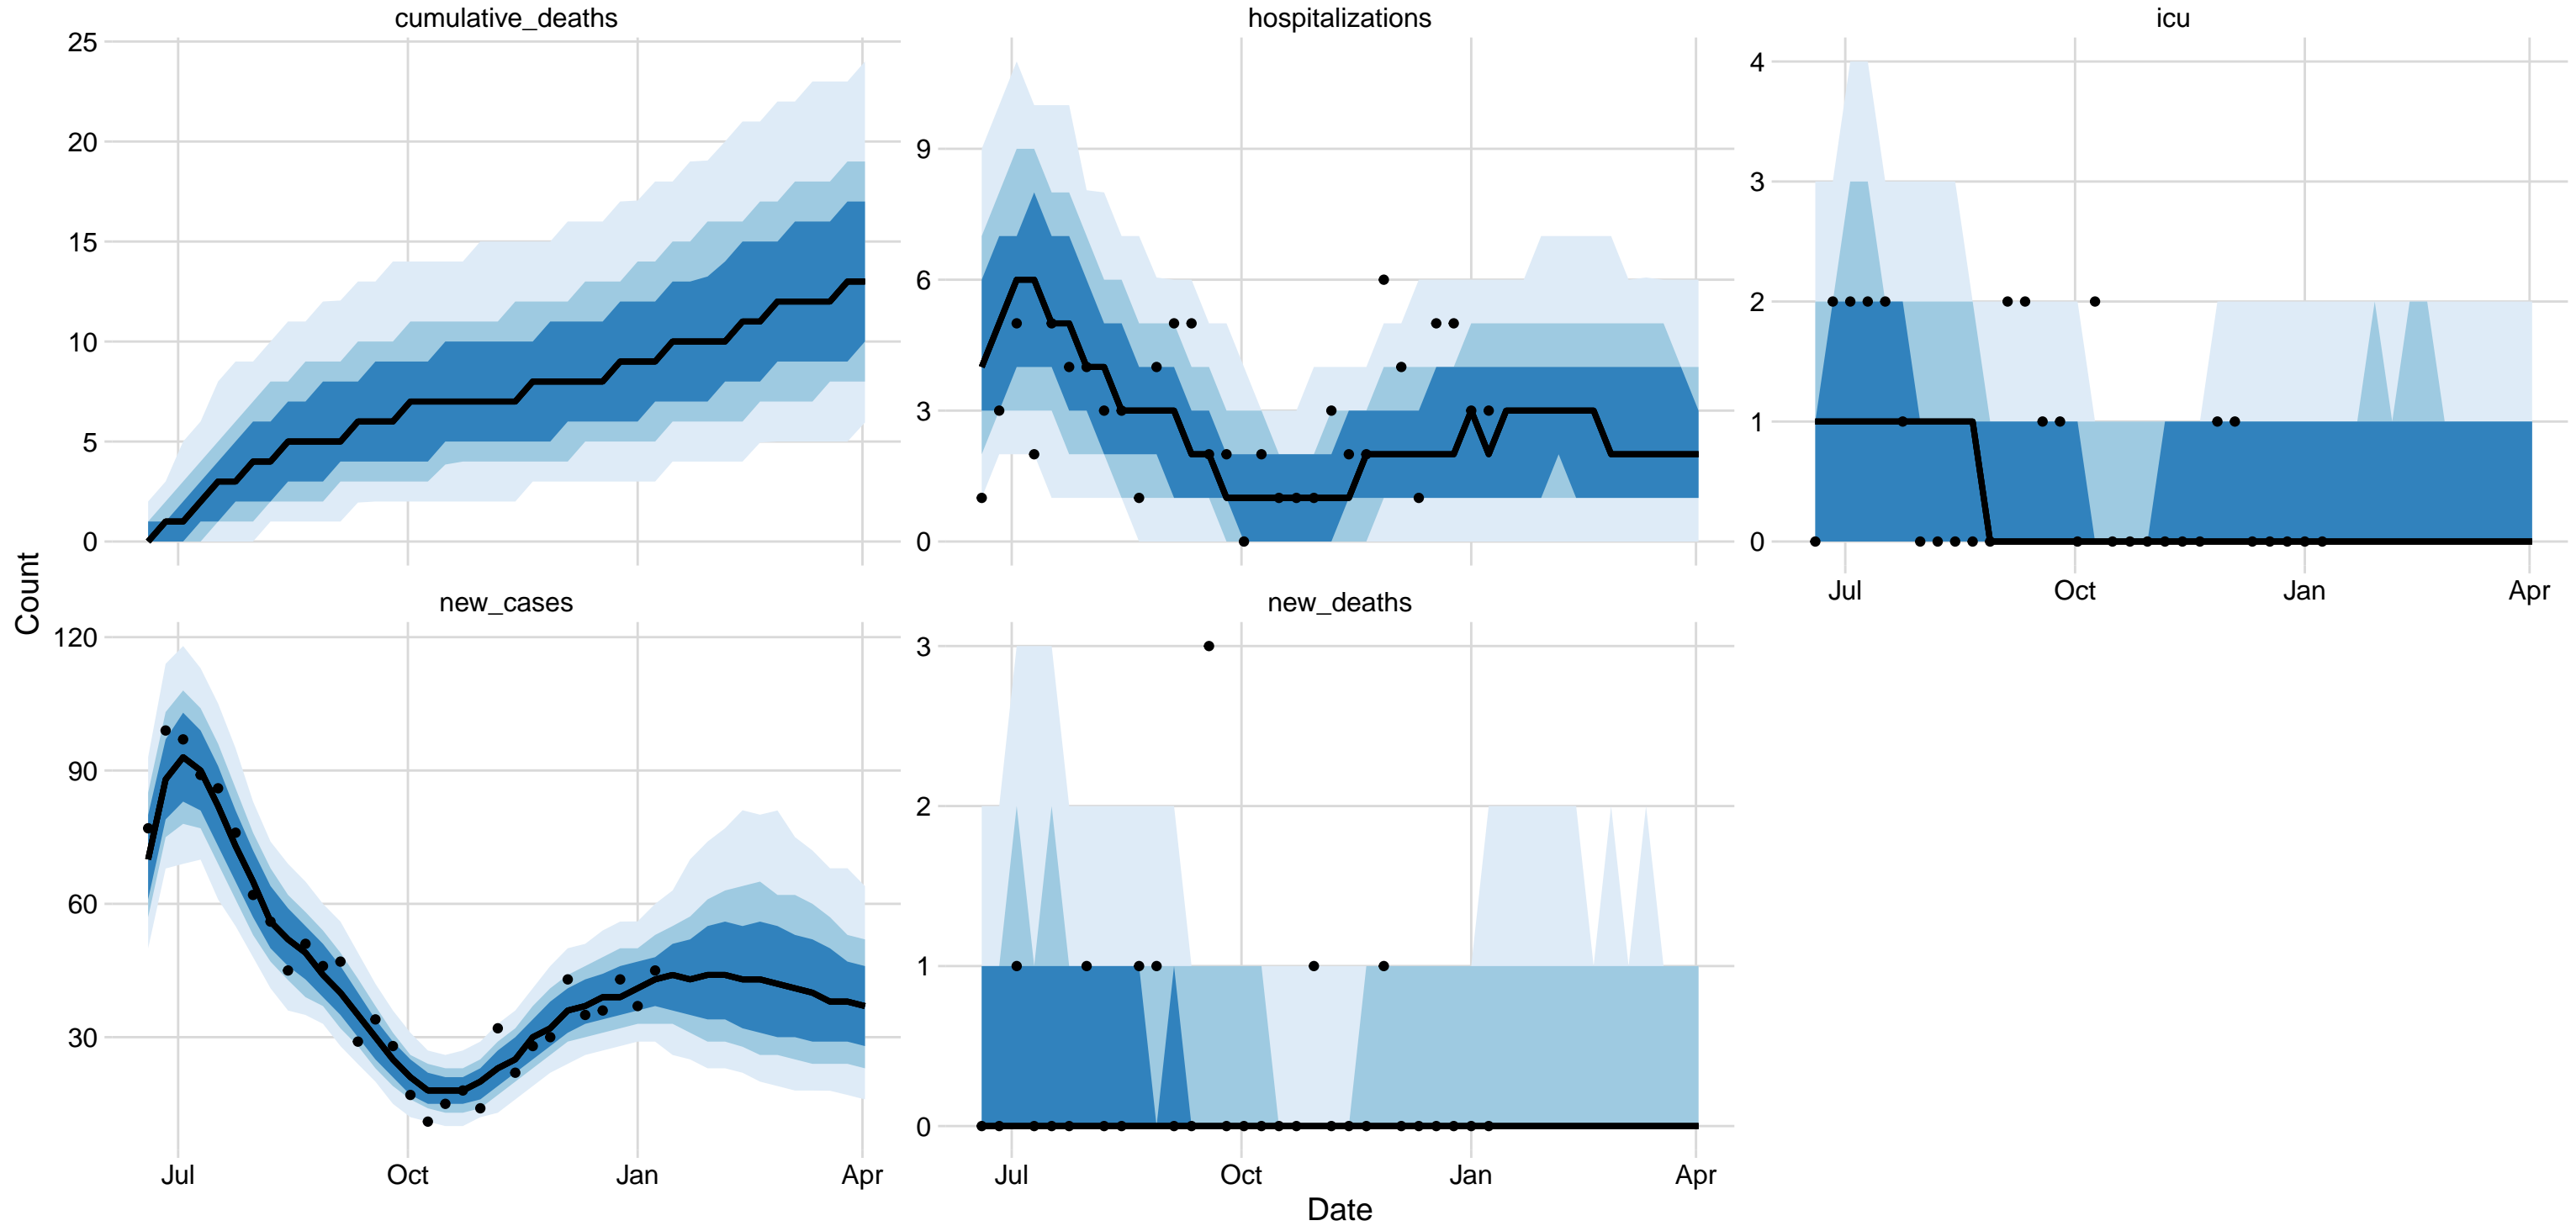 cumulative_deaths
hospitalizations
icu
25
20
15
10
5
0
9
6
3
0
4
3
2
1
0
Jul Oct Jan Apr
Count
new_cases
new_deaths
120
90
60
30
3
2
1
0
Jul Oct Jan Apr
Jul Oct Jan Apr
Date